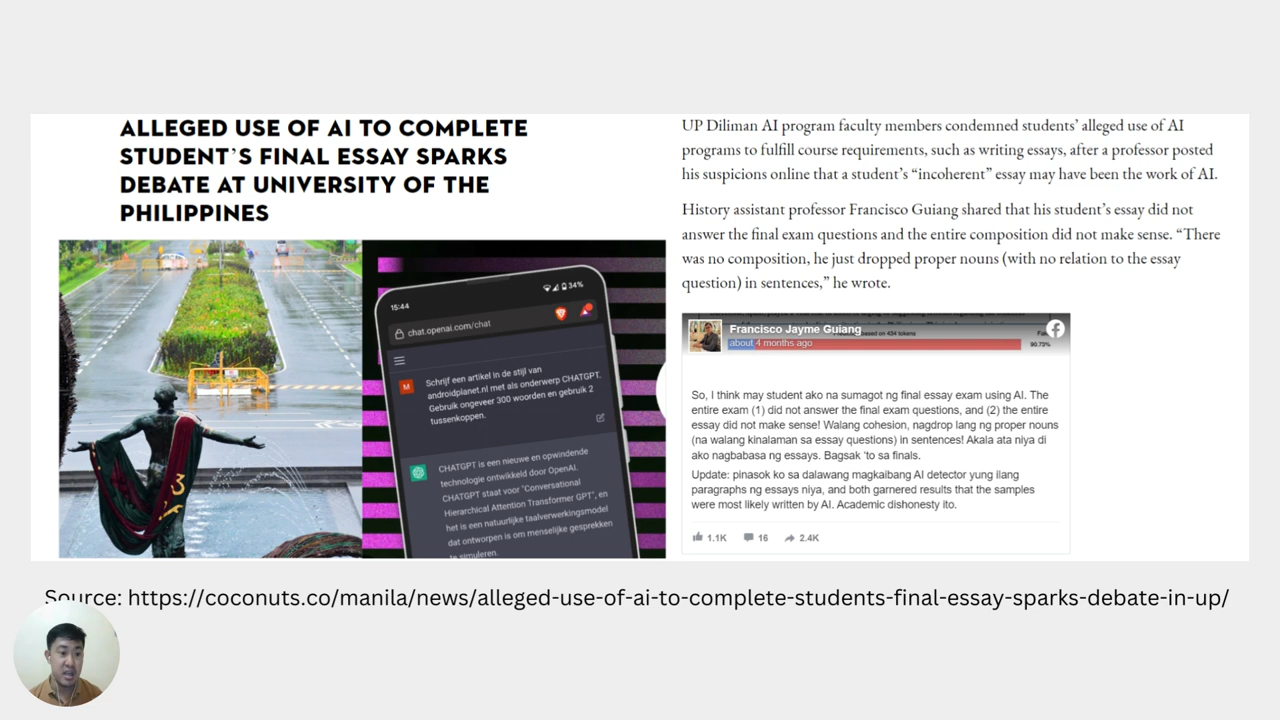 ALLEGED USE OF AI TO COMPLETE
STUDENT'S FINAL ESSAY SPARKS
DEBATE AT UNIVERSITY OF THE
PHILIPPINES
15:44
34%
chat.openai.com/chat
M
Schrijf een artikel in de stijl van
androidplanet.nl met als onderwerp CHATGPT.
Gebruik ongeveer 300 woorden en gebruik 2
tussenkoppen.
CHATGPT is een nieuwe en opwindende
technologie ontwikkeld door OpenAI.
CHATGPT staat voor "Conversational
Hierarchical Attention Transformer GPT", en
het is een natuurlijke taalverwerkingsmodel
dat ontworpen is om menselijke gesprekken
te simuleren.
UP Diliman AI program faculty members condemned students' alleged use of AI
programs to fulfill course requirements, such as writing essays, after a professor posted
his suspicions online that a student's “incoherent” essay may have been the work of AI.
History assistant professor Francisco Guiang shared that his student's essay did not
answer the final exam questions and the entire composition did not make sense. “There
was no composition, he just dropped proper nouns (with no relation to the essay
question) in sentences,” he wrote.
Francisco Jayme Guiang
based on 434 tokens
about 4 months ago
90.73%
So, I think may student ako na sumagot ng final essay exam using AI. The
entire exam (1) did not answer the final exam questions, and (2) the entire
essay did not make sense! Walang cohesion, nagdrop lang ng proper nouns
(na walang kinalaman sa essay questions) in sentences! Akala ata niya di
ako nagbabasa ng essays. Bagsak 'to sa finals.
Update: pinasok ko sa dalawang magkaibang AI detector yung ilang
paragraphs ng essays niya, and both garnered results that the samples
were most likely written by AI. Academic dishonesty ito.
1.1K 16 2.4K
Source: https://coconuts.co/manila/news/alleged-use-of-ai-to-complete-students-final-essay-sparks-debate-in-up/